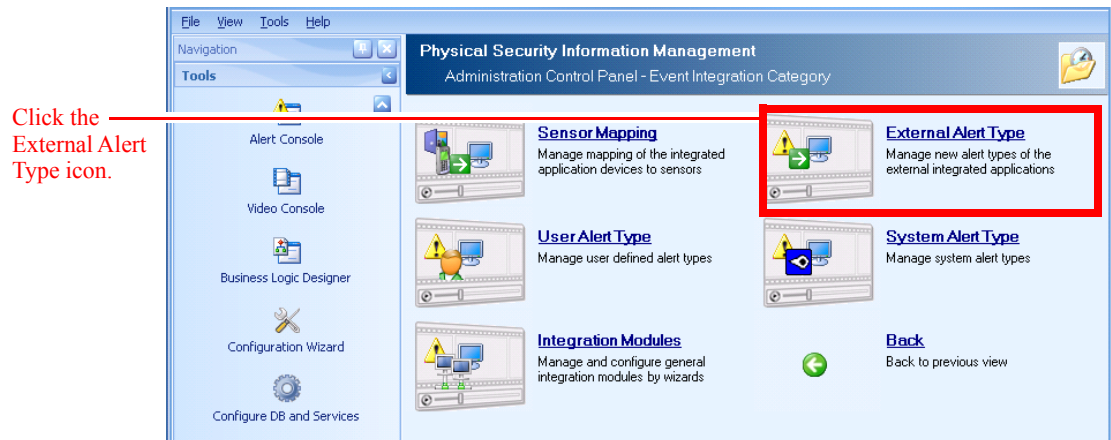 File View Tools Help
Navigation
Tools
Physical Security Information Management
Administration Control Panel - Event Integration Category
Click the
External Alert
Type icon.
Alert Console
Video Console
Business Logic Designer
Configuration Wizard
Configure DB and Services
Sensor Mapping
Manage mapping of the integrated
application devices to sensors
External Alert Type
Manage new alert types of the
external integrated applications
User Alert Type
Manage user defined alert types
System Alert Type
Manage system alert types
Integration Modules
Manage and configure general
integration modules by wizards
Back
Back to previous view